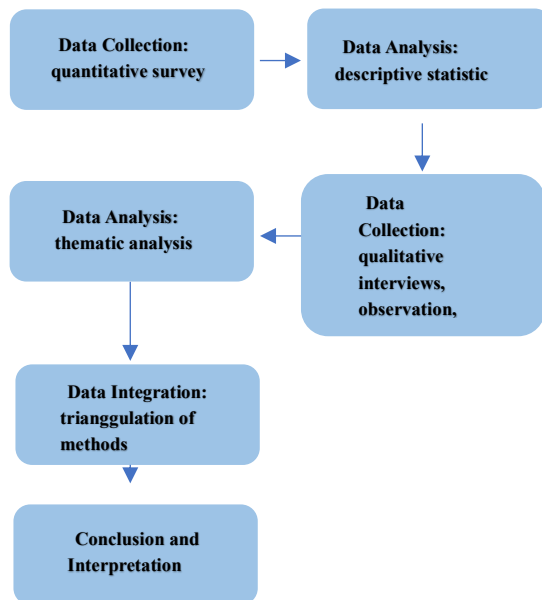 Data Collection:
quantitative survey
Data Analysis:
descriptive statistic
Data
Collection:
qualitative
interviews,
observation,
Data Analysis:
thematic analysis
Data Integration:
trianggulation of
methods
Conclusion and
Interpretation